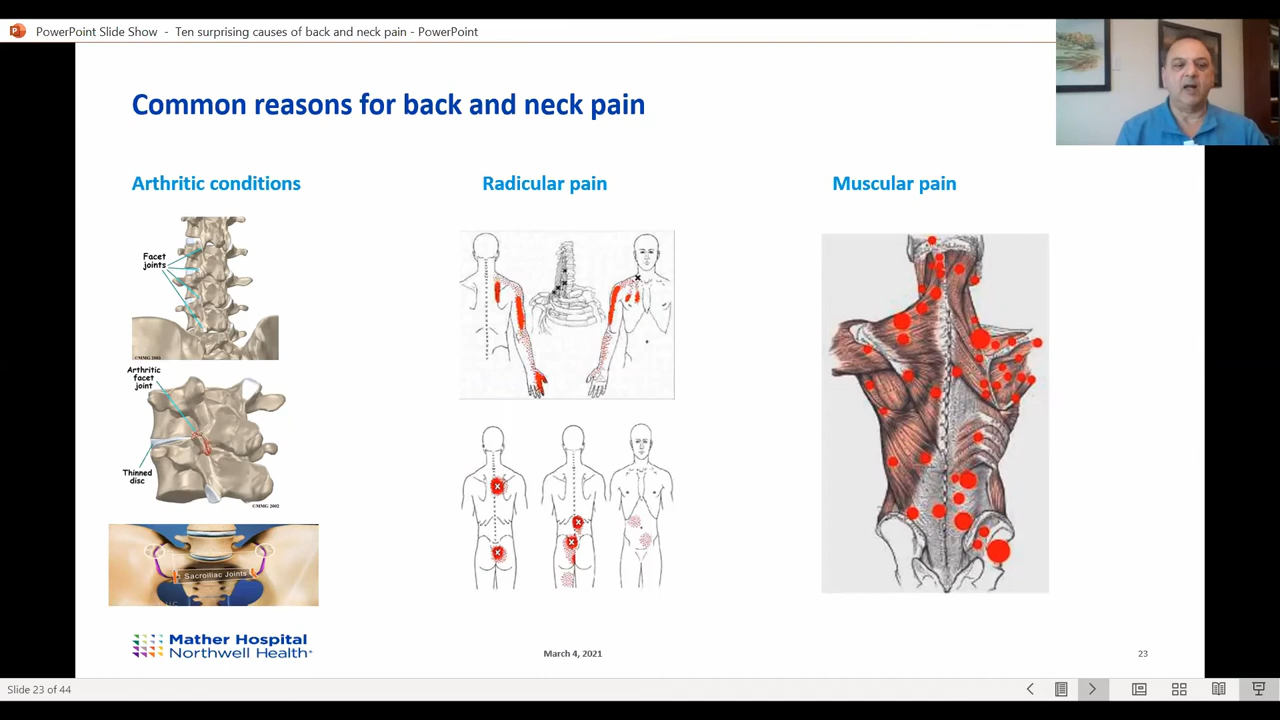 PowerPoint Slide Show - Ten surprising causes of back and neck pain - PowerPoint
Common reasons for back and neck pain
Arthritic conditions
Radicular pain
Muscular pain
Facet
joints
©MMG 2002
Arthritic
facet
joint
Thinned
disc
©MMG 2002
Sacroiliac Joints
Mather Hospital
Northwell Health
March 4, 2021
23
Slide 23 of 44